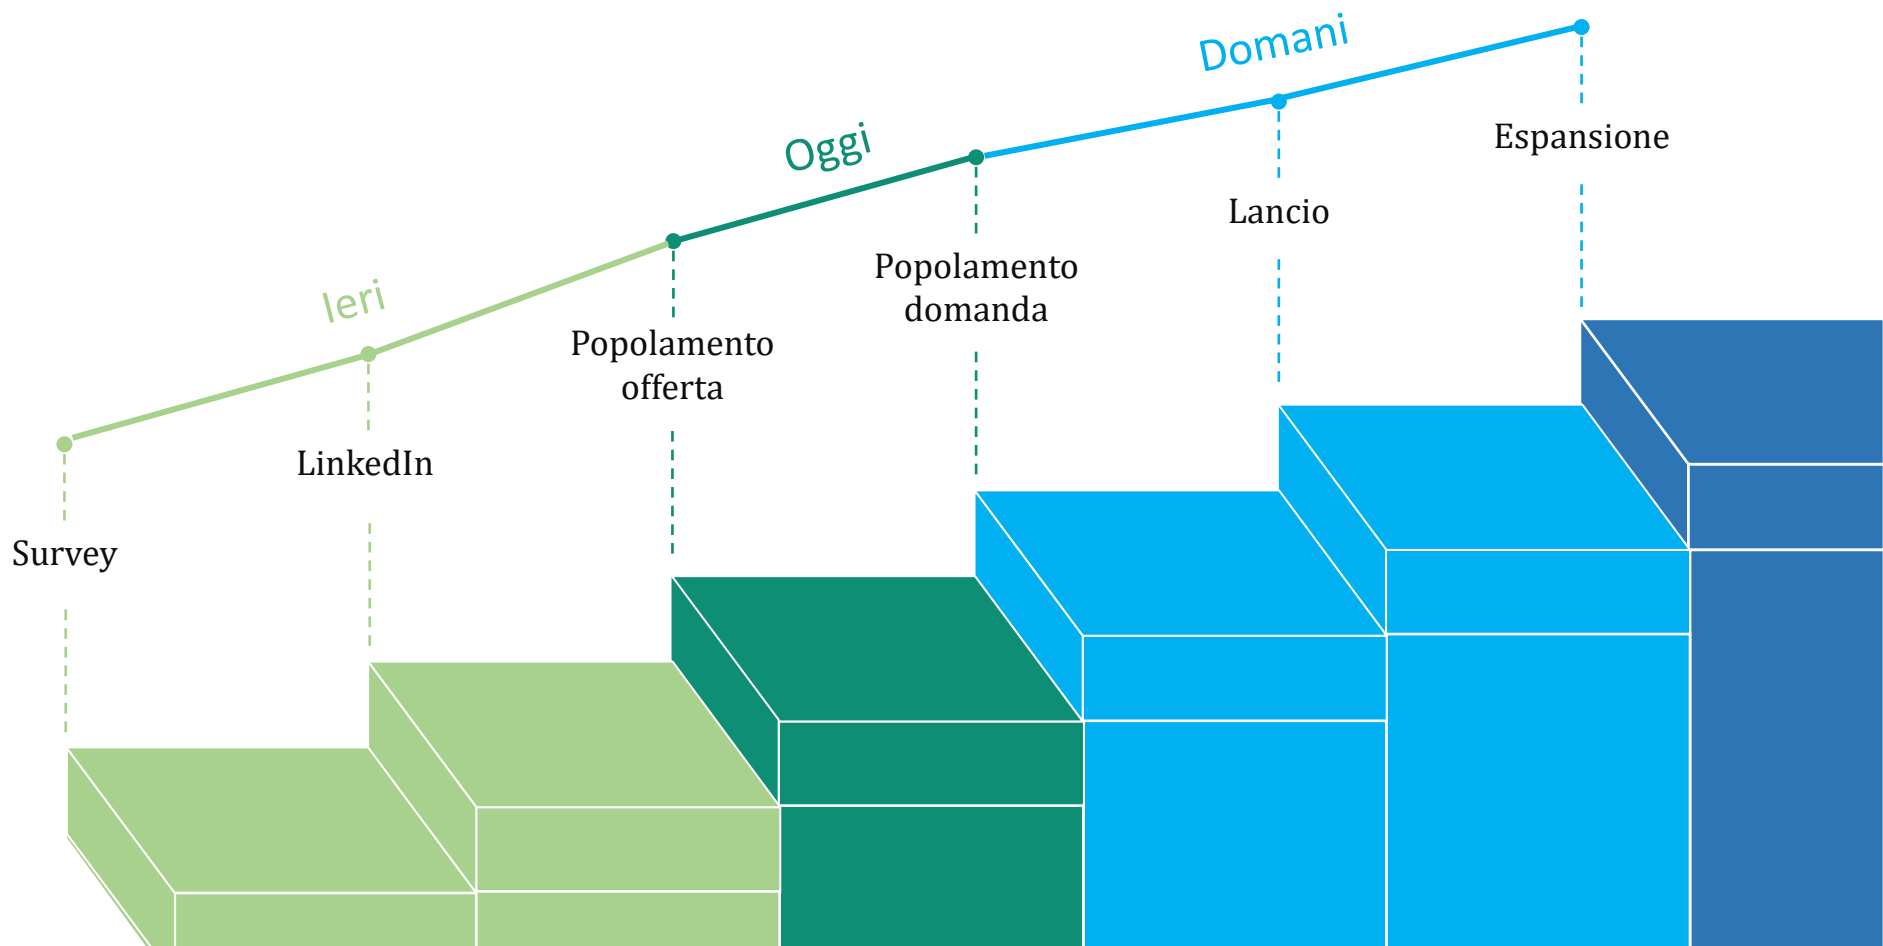 Ieri
Oggi
Domani
Survey
LinkedIn
Popolamento
offerta
Popolamento
domanda
Lancio
Espansione